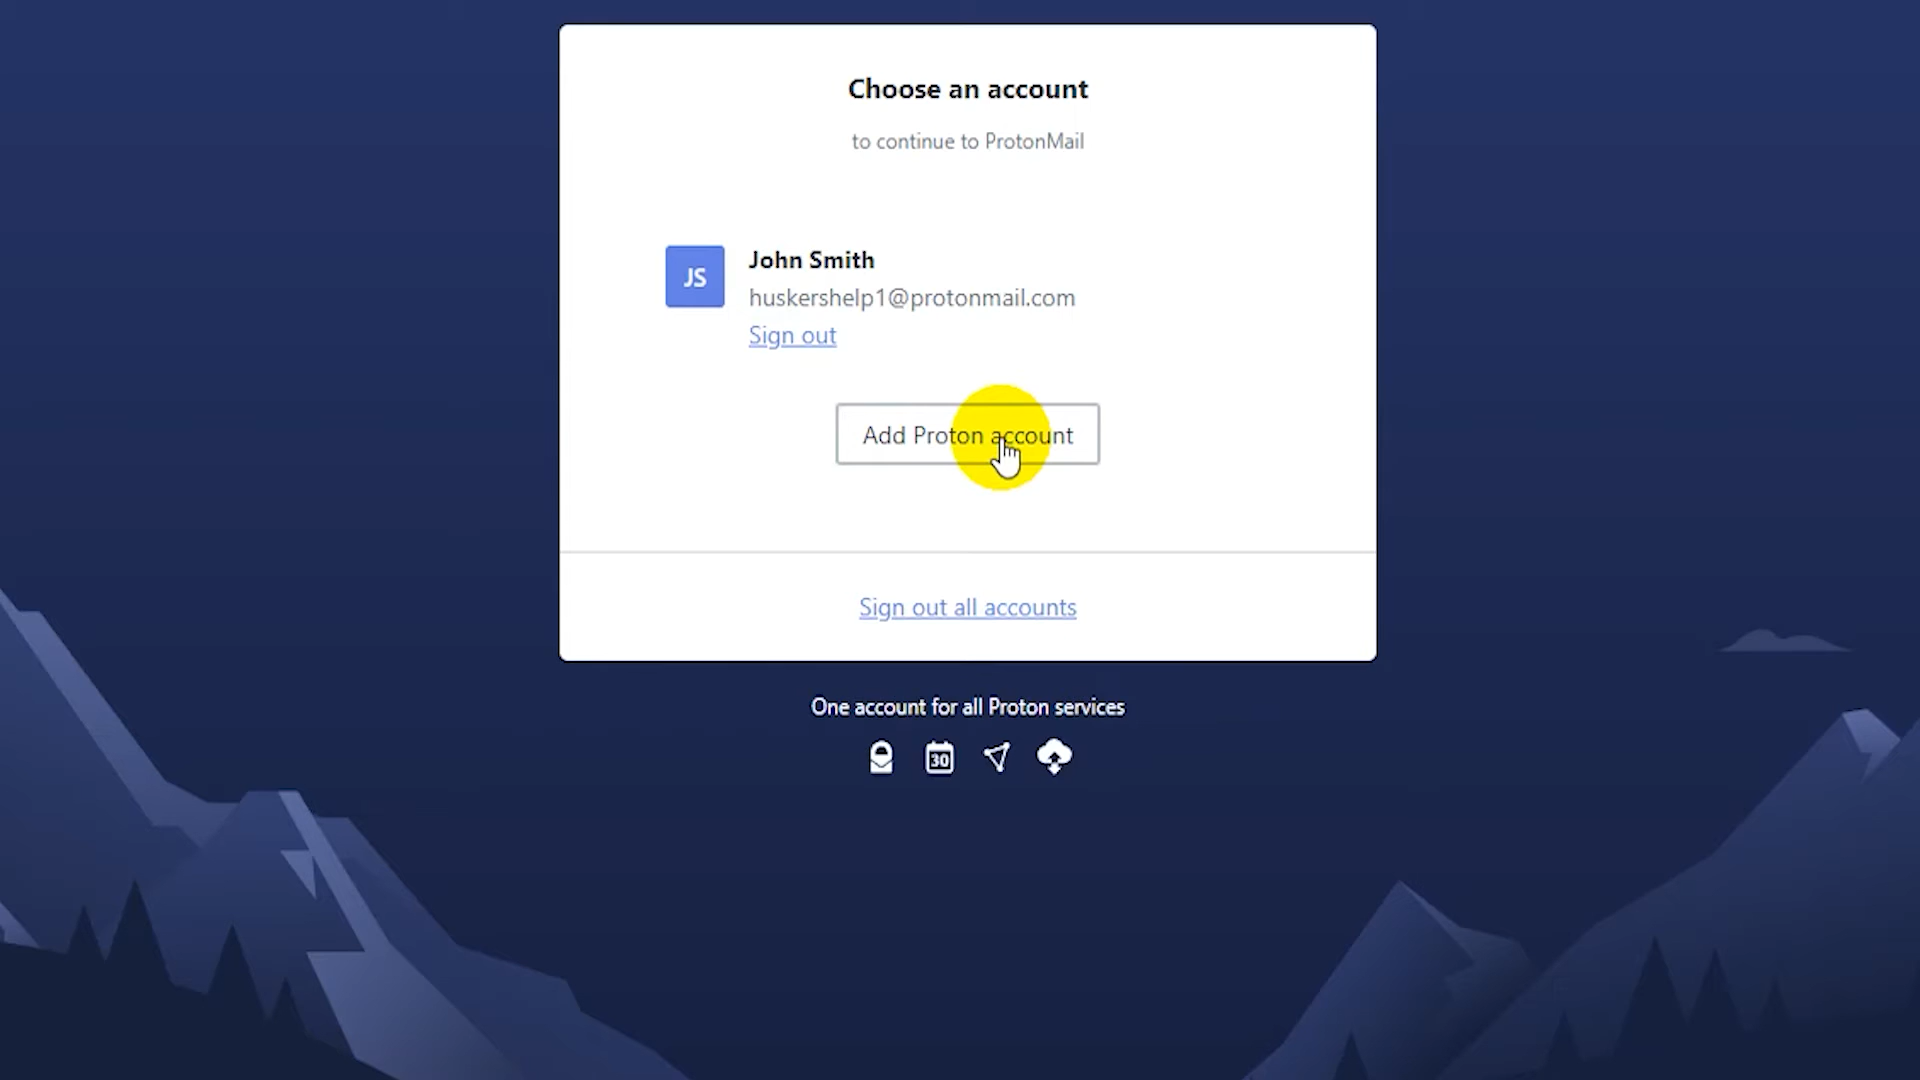 Choose an account
to continue to ProtonMail
JS
John Smith
huskershelp1@protonmail.com
Sign out
Add Proton account
Sign out all accounts
One account for all Proton services
30